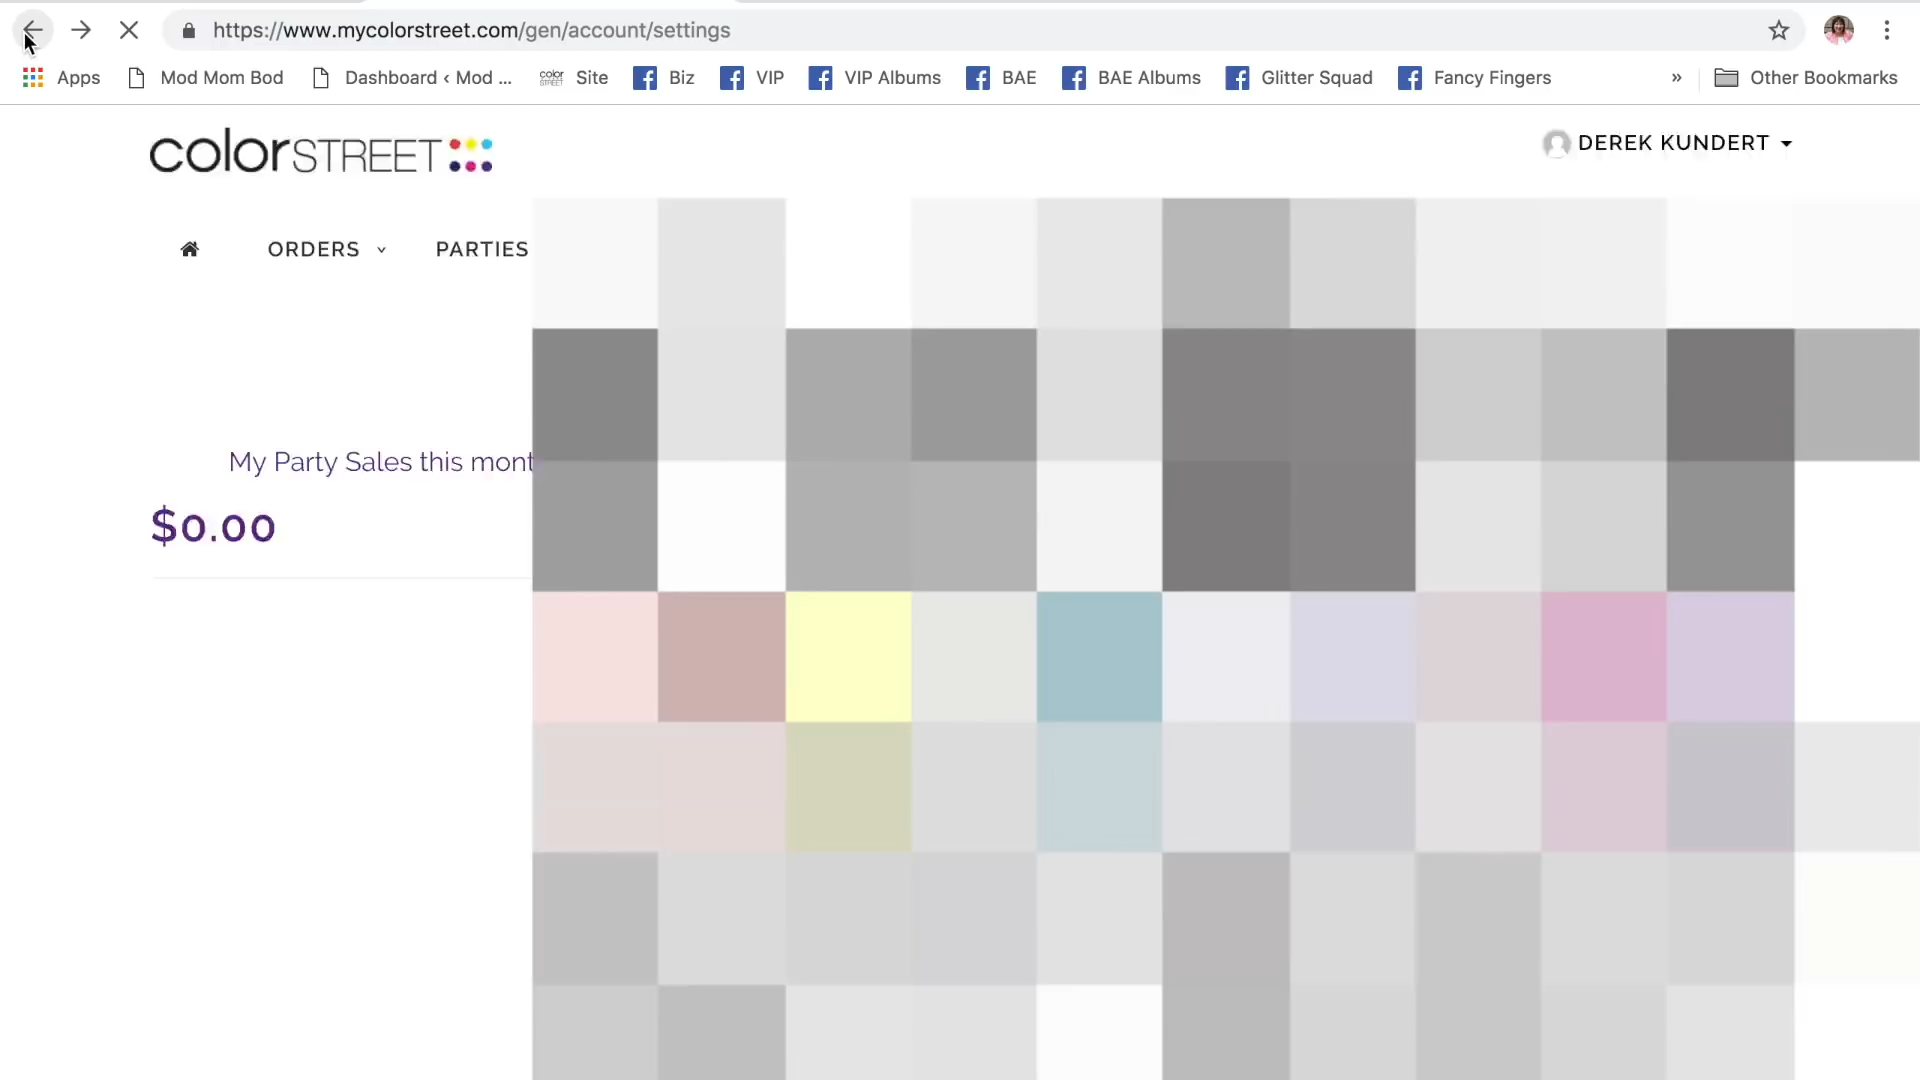 https://www.mycolorstreet.com/gen/account/settings
Apps Mod Mom Bod Dashboard ‹ Mod ... color STREET Site Biz VIP VIP Albums BAE BAE Albums Glitter Squad Fancy Fingers » Other Bookmarks
colorSTREET DEREK KUNDERT
ORDERS PARTIES
My Party Sales this mont
$0.00